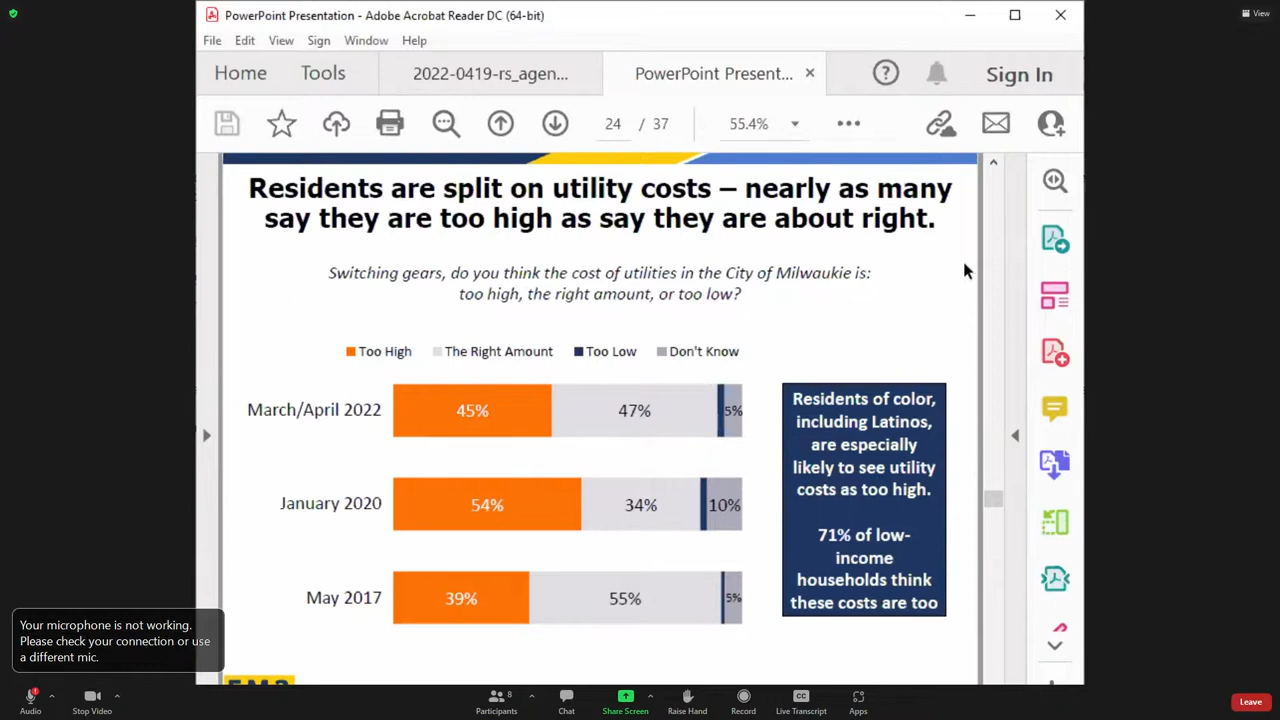 View
PowerPoint Presentation - Adobe Acrobat Reader DC (64-bit)
File Edit View Sign Window Help
Home Tools 2022-0419-rs_agen... PowerPoint Present... Sign In
24 / 37 55.4%
Residents are split on utility costs – nearly as many
say they are too high as say they are about right.
Switching gears, do you think the cost of utilities in the City of Milwaukie is:
too high, the right amount, or too low?
Too High The Right Amount Too Low Don't Know
March/April 2022 45% 47% 5%
January 2020 54% 34% 10%
May 2017 39% 55% 5%
Residents of color,
including Latinos,
are especially
likely to see utility
costs as too high.
71% of low-
income
households think
these costs are too
Your microphone is not working.
Please check your connection or use
a different mic.
Audio Stop Video Participants 8 Chat Share Screen Raise Hand Record CC Live Transcript Apps Leave